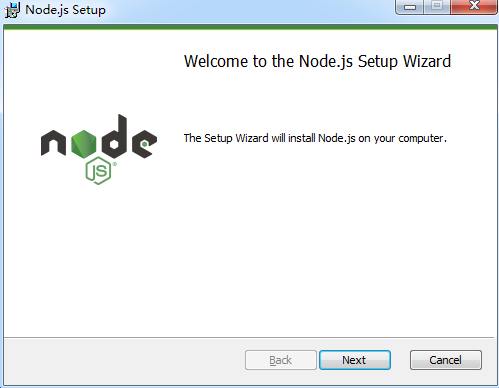 Node.js Setup
Welcome to the Node.js Setup Wizard
The Setup Wizard will install Node.js on your computer.
node
JS®
Back
Next
Cancel